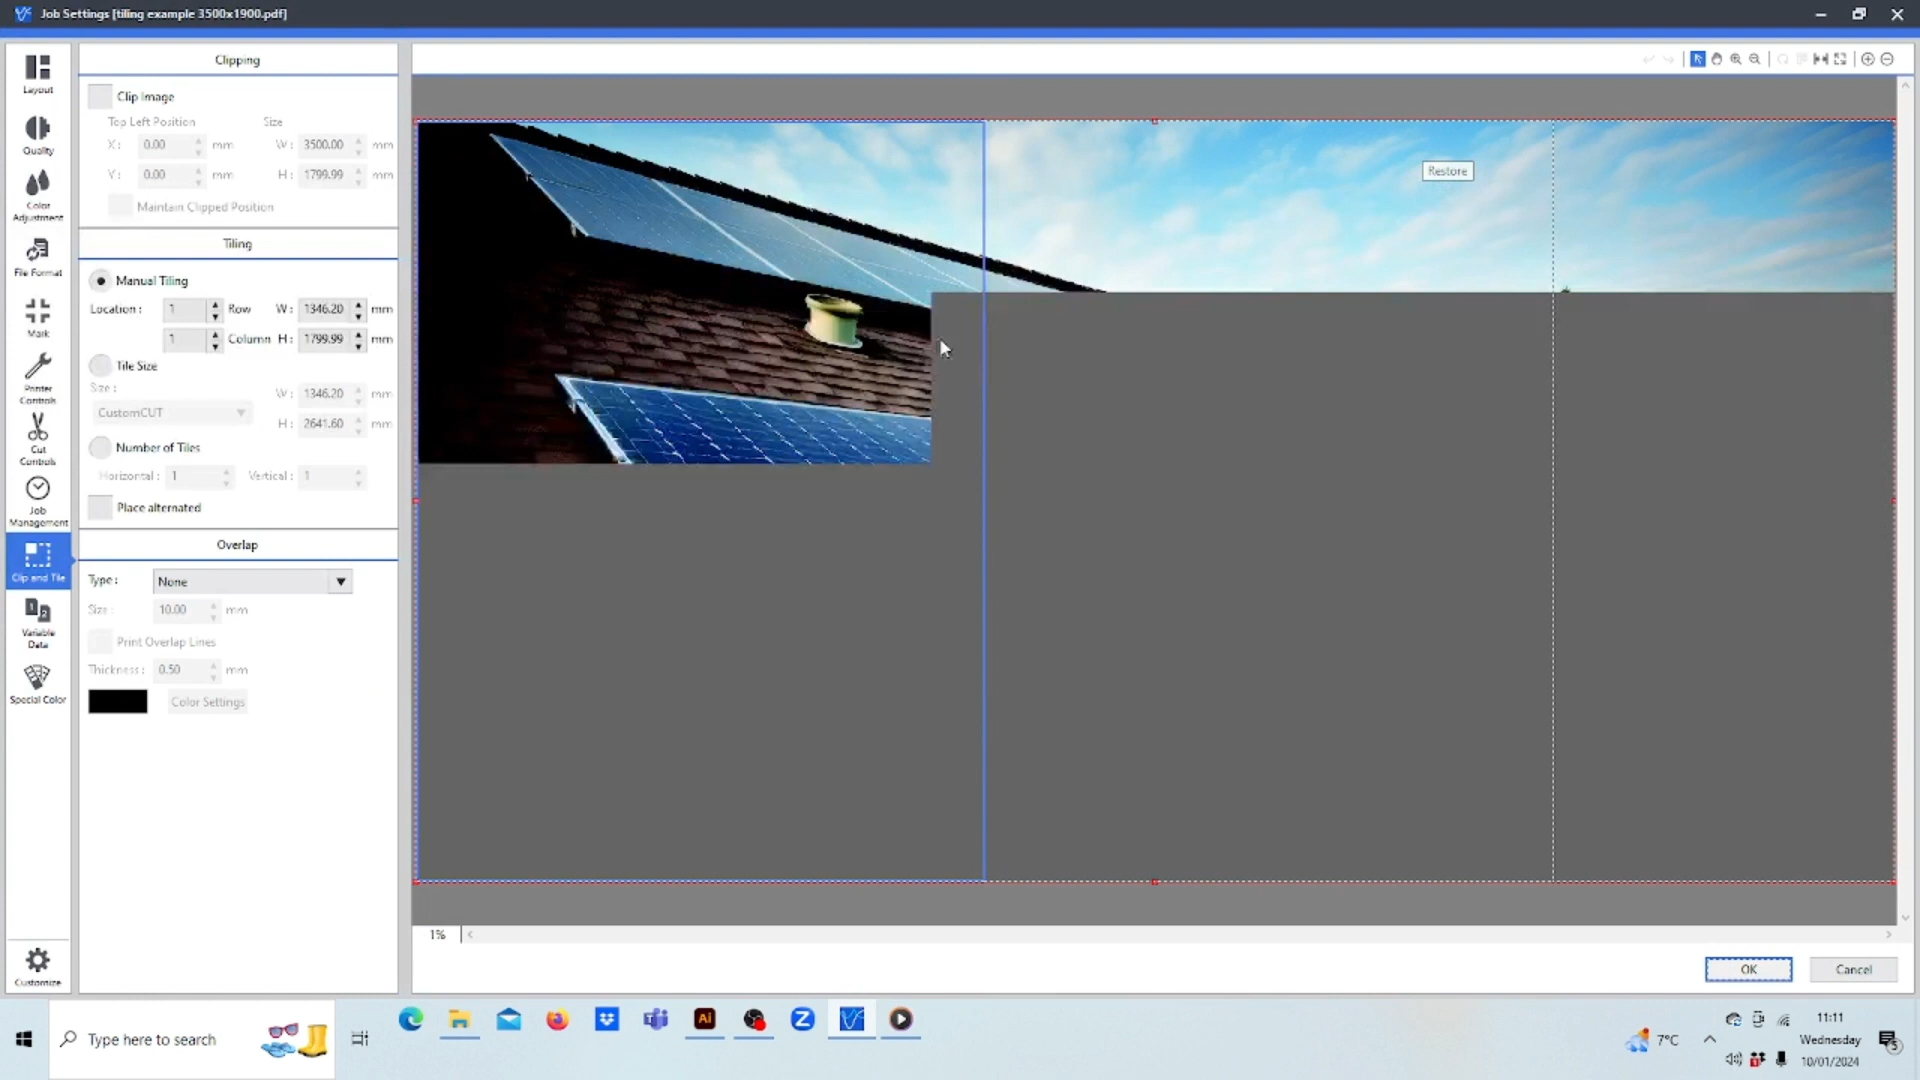 Job Settings [tiling example 3500x1900.pdf]
Layout
Quality
Color
Adjustment
File Format
Mark
Printer
Controls
Cut
Controls
Job
Management
Clip and Tile
Variable
Data
Special Color
Customize
Clipping
Clip Image
Top Left Position
Size
X: 0.00 mm W: 3500.00 mm
Y: 0.00 mm H: 1799.99 mm
Maintain Clipped Position
Tiling
Manual Tiling
Location: 1 Row W: 1346.20 mm
1 Column H: 1799.99 mm
Tile Size
Size: W: 1346.20 mm
CustomCUT H: 2641.60 mm
Number of Tiles
Horizontal: 1 Vertical: 1
Place alternated
Overlap
Type: None
Size: 10.00 mm
Print Overlap Lines
Thickness: 0.50 mm
Color Settings
Restore
1%
OK Cancel
Type here to search
Ai
7°C
11:11
Wednesday
10/01/2024
5